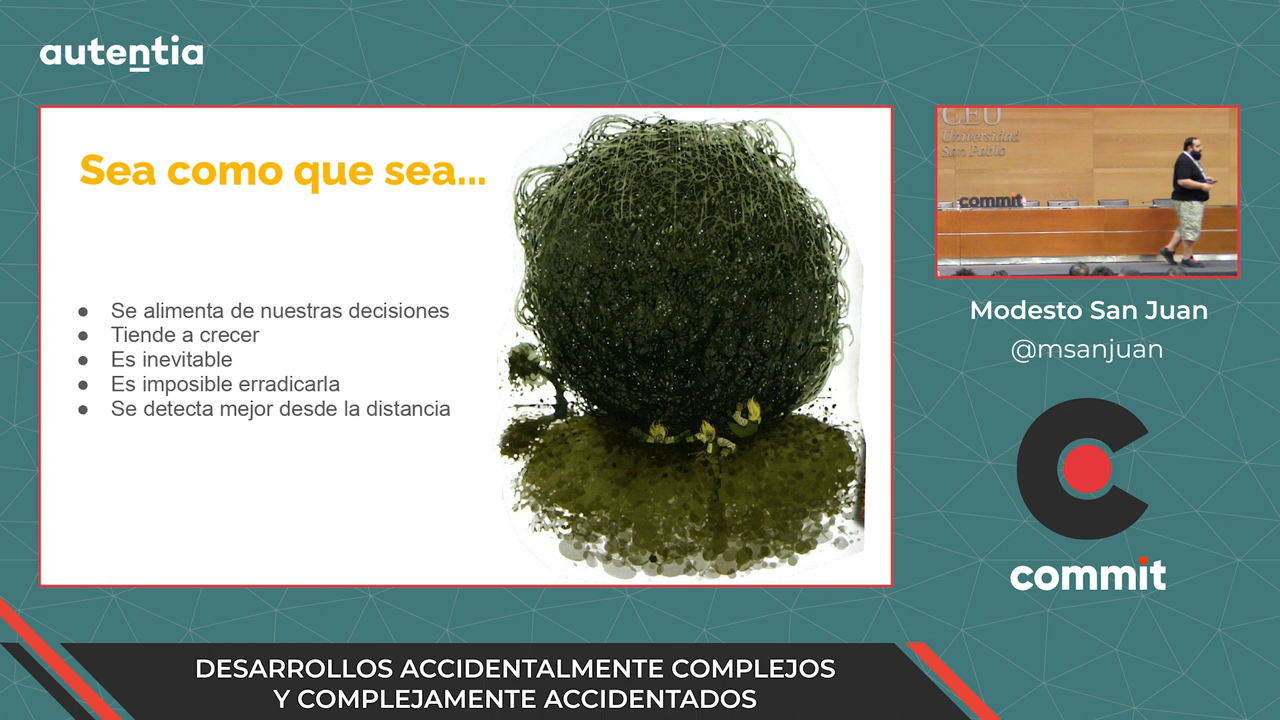 autentia
Sea como que sea...
● Se alimenta de nuestras decisiones
● Tiende a crecer
● Es inevitable
● Es imposible erradicarla
● Se detecta mejor desde la distancia
CEU
Universidad
San Pablo
commit
Modesto San Juan
@msanjuan
commit
DESARROLLOS ACCIDENTALMENTE COMPLEJOS
Y COMPLEJAMENTE ACCIDENTADOS